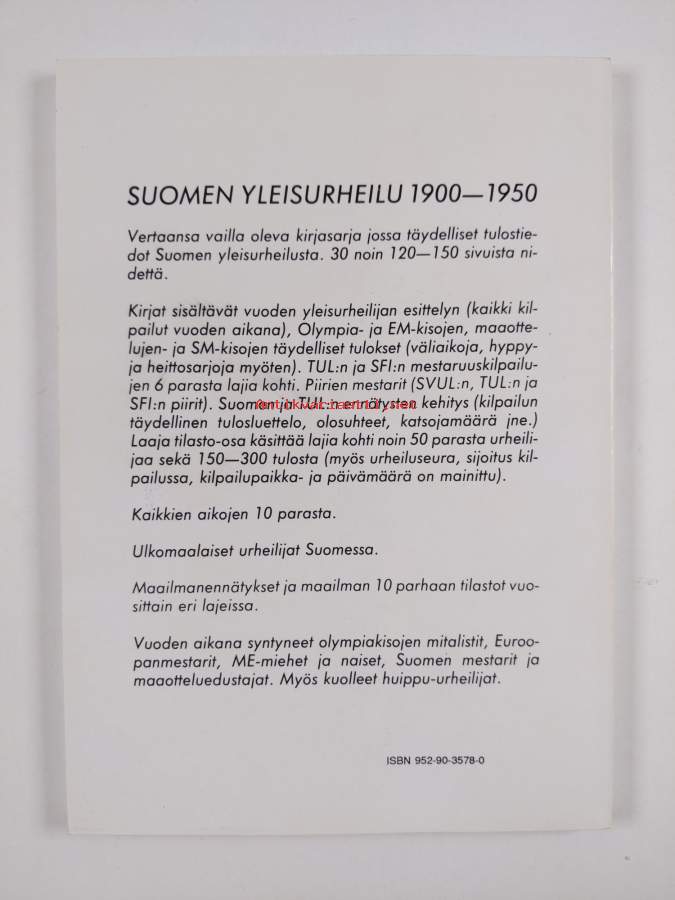 SUOMEN YLEISURHEILU 1900—1950
Vertaansa vailla oleva kirjasarja jossa täydelliset tulostie-
dot Suomen yleisurheilusta. 30 noin 120—150 sivuista ni-
dettä.
Kirjat sisältävät vuoden yleisurheilijan esittelyn (kaikki kil-
pailut vuoden aikana), Olympia- ja EM-kisojen, maaotte-
lujen- ja SM-kisojen täydelliset tulokset (väliaikoja, hyppy-
ja heittosarjoja myöten). TUL:n ja SFI:n mestaruuskilpailu-
jen 6 parasta lajia kohti. Piirien mestarit (SVUL:n, TUL:n ja
SFI:n piirit). Suomen ja TUL:n ennätysten kehitys (kilpailun
täydellinen tulosluettelo, olosuhteet, katsojamäärä jne.)
Laaja tilasto-osa käsittää lajia kohti noin 50 parasta urheili-
jaa sekä 150—300 tulosta (myös urheiluseura, sijoitus kil-
pailussa, kilpailupaikka- ja päivämäärä on mainittu).
Kaikkien aikojen 10 parasta.
Ulkomaalaiset urheilijat Suomessa.
Maailmanennätykset ja maailman 10 parhaan tilastot vuo-
sittain eri lajeissa.
Vuoden aikana syntyneet olympiakisojen mitalistit, Euroo-
panmestarit, ME-miehet ja naiset, Suomen mestarit ja
maaotteluedustajat. Myös kuolleet huippu-urheilijat.
ISBN 952-90-3578-0